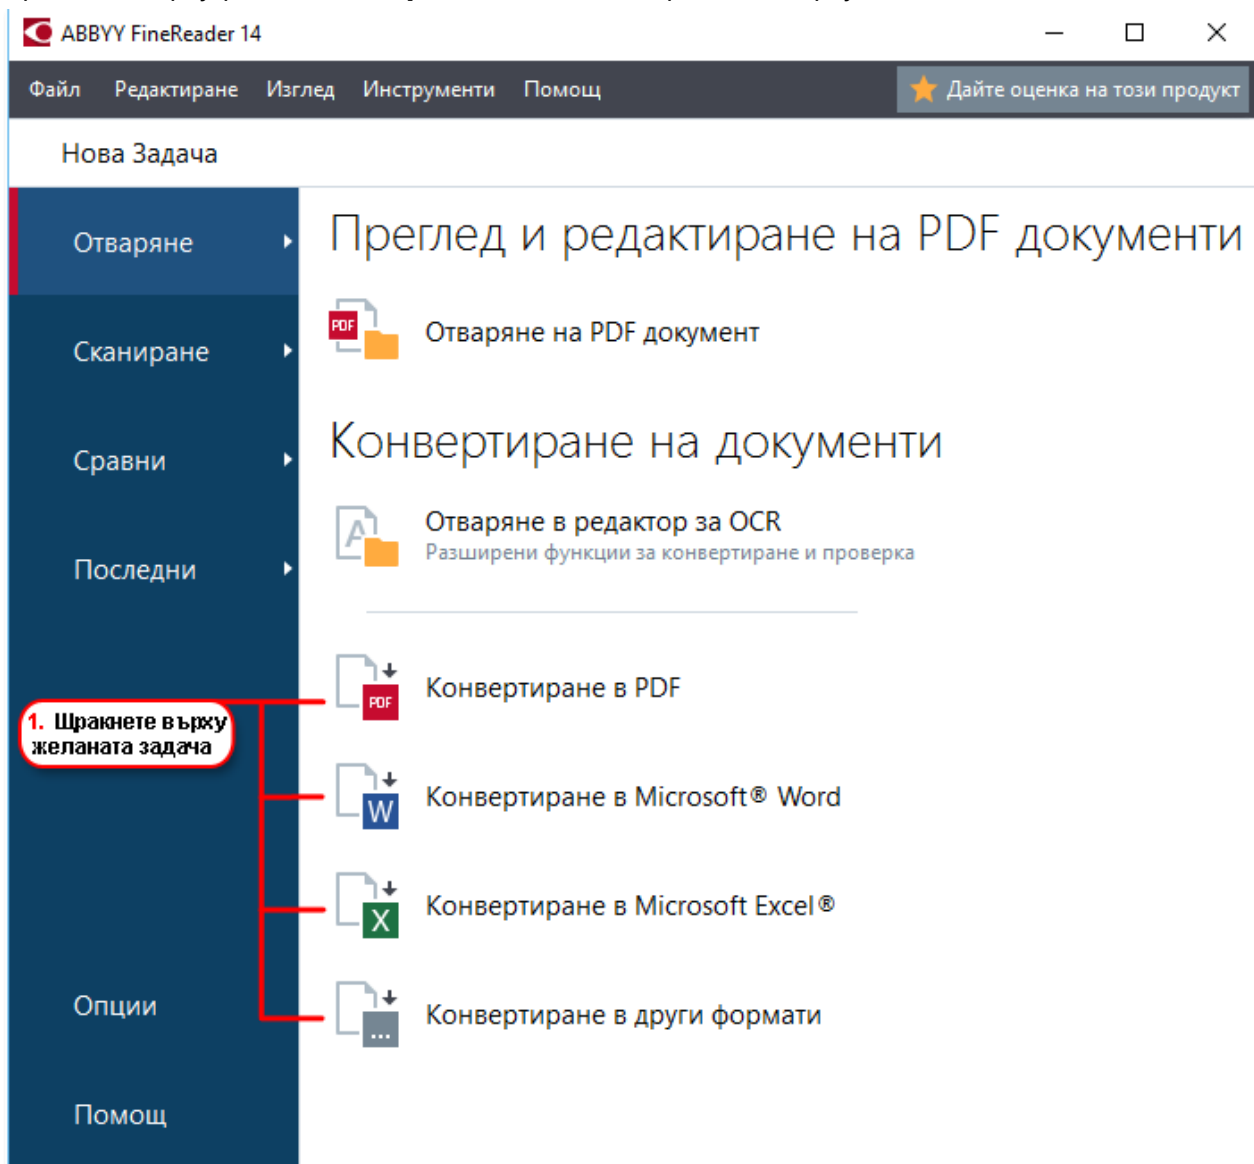 ABBYY FineReader 14
Файл Редактиране Изглед Инструменти Помощ Дайте оценка на този продукт
Нова Задача
Отваряне
Сканиране
Сравни
Последни
1. Щракнете върху
желаната задача
Опции
Помощ
Преглед и редактиране на PDF документи
PDF
Отваряне на PDF документ
Конвертиране на документи
A
Отваряне в редактор за OCR
Разширени функции за конвертиране и проверка
PDF
Конвертиране в PDF
W
Конвертиране в Microsoft® Word
X
Конвертиране в Microsoft Excel®
...
Конвертиране в други формати